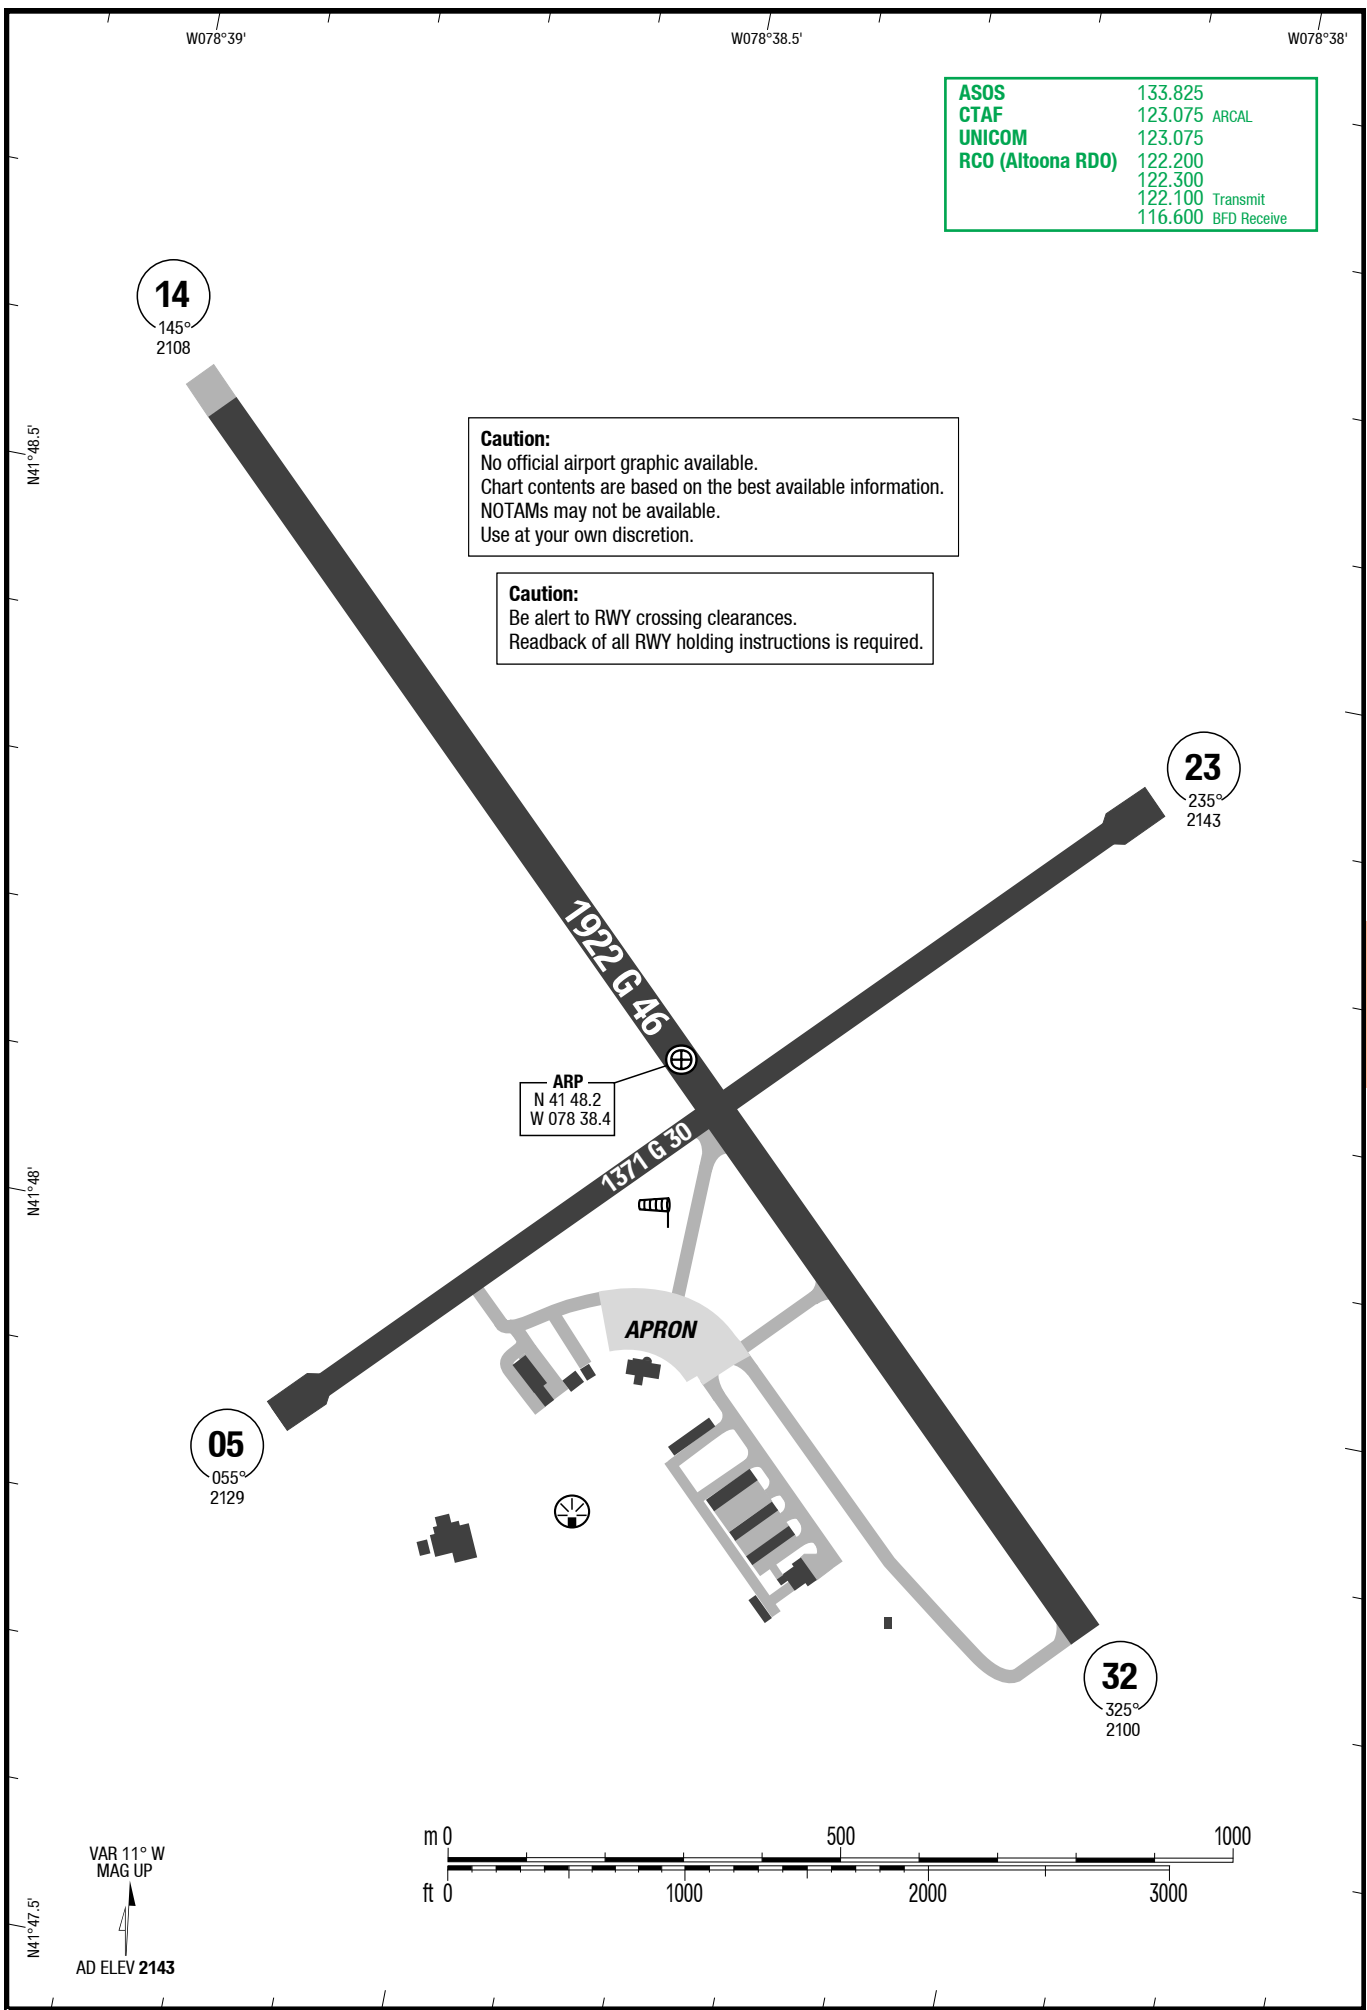 W078°39'
W078°38.5'
W078°38'
ASOS 133.825
CTAF 123.075 ARCAL
UNICOM 123.075
RCO (Altoona RDO) 122.200
122.300
122.100 Transmit
116.600 BFD Receive
14
145°
2108
N41°48.5'
Caution:
No official airport graphic available.
Chart contents are based on the best available information.
NOTAMs may not be available.
Use at your own discretion.
Caution:
Be alert to RWY crossing clearances.
Readback of all RWY holding instructions is required.
23
235°
2143
1922 G 46
ARP
N 41 48.2
W 078 38.4
1371 G 30
N41°48'
APRON
05
055°
2129
32
325°
2100
VAR 11° W
MAG UP
AD ELEV 2143
N41°47.5'
m 0 500 1000
ft 0 1000 2000 3000